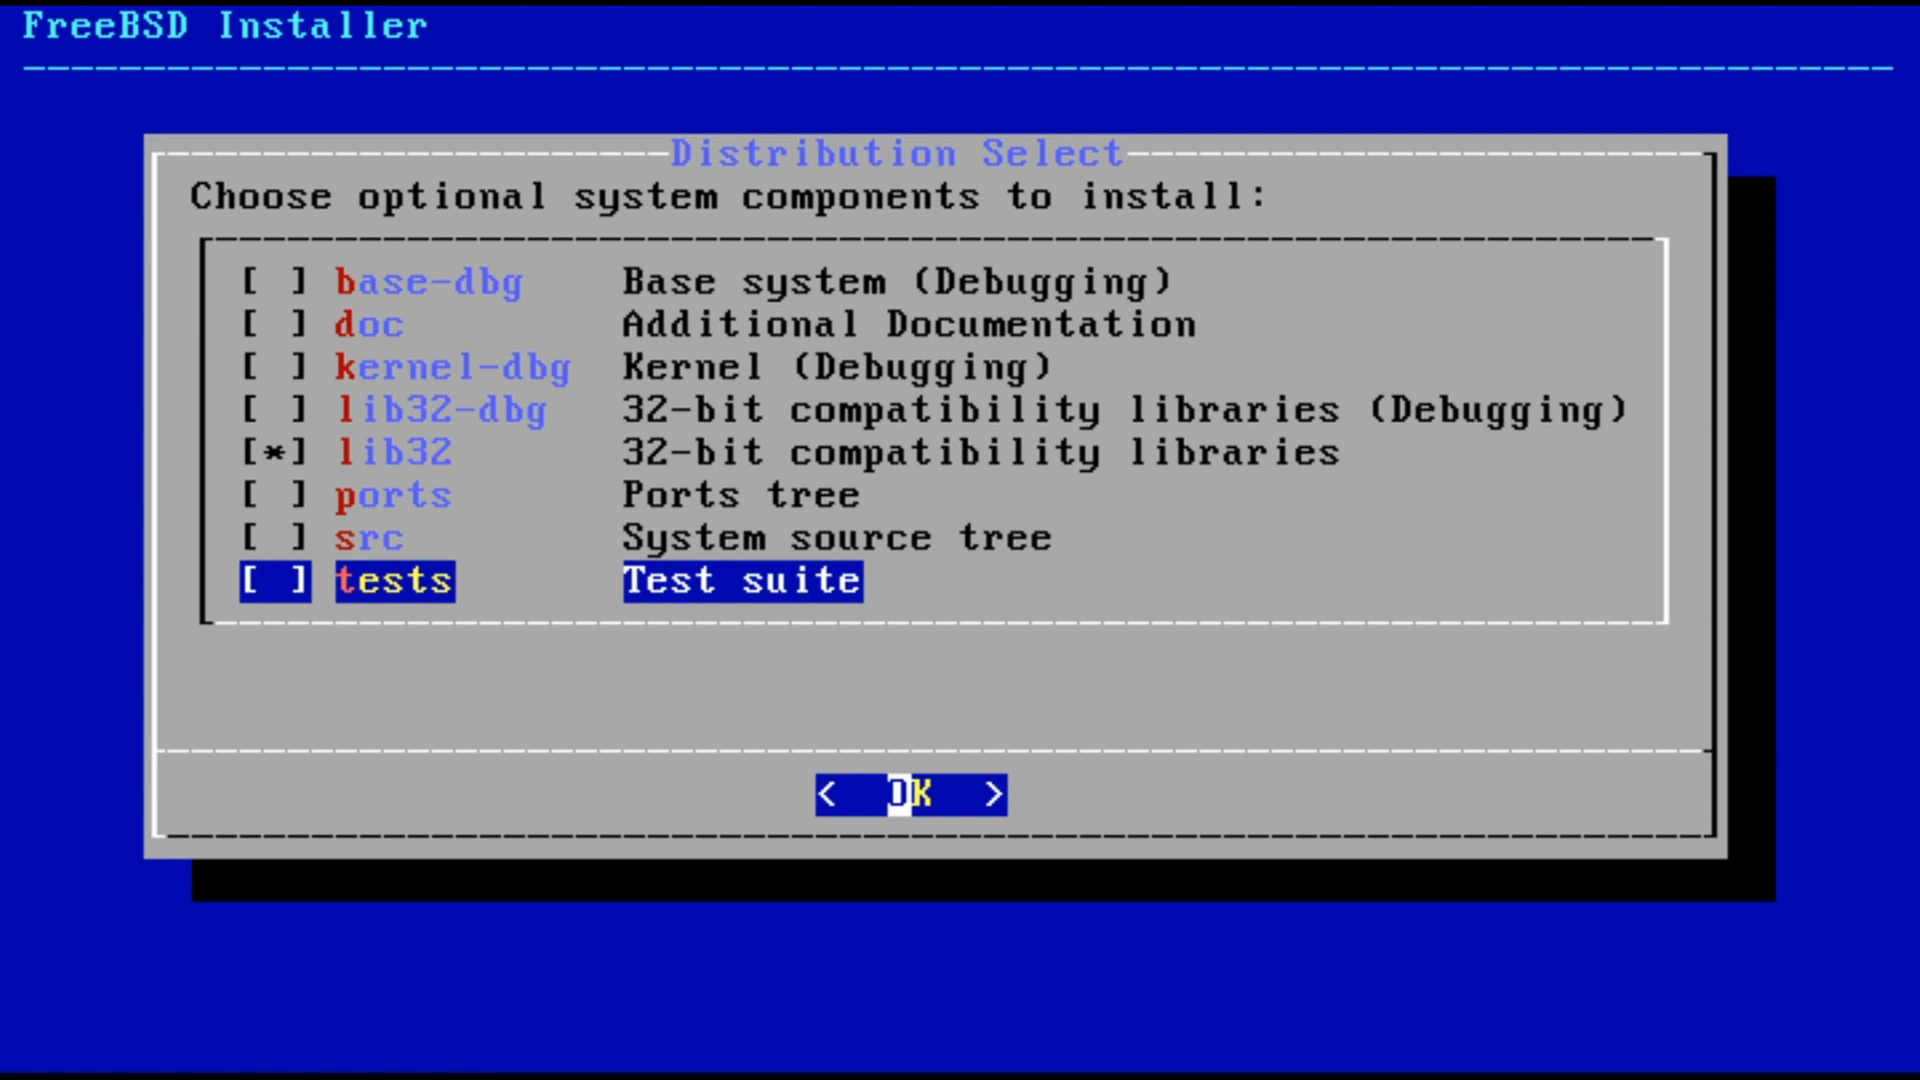 FreeBSD Installer
Distribution Select
Choose optional system components to install:
[ ] base-dbg Base system (Debugging)
[ ] doc Additional Documentation
[ ] kernel-dbg Kernel (Debugging)
[ ] lib32-dbg 32-bit compatibility libraries (Debugging)
[*] lib32 32-bit compatibility libraries
[ ] ports Ports tree
[ ] src System source tree
[ ] tests Test suite
< OK >